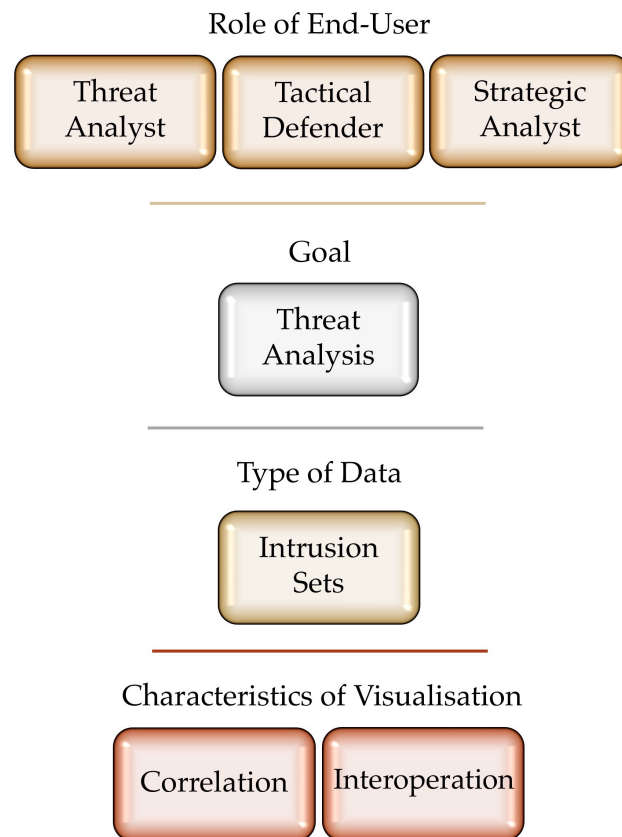 Role of End-User
Threat
Analyst
Tactical
Defender
Strategic
Analyst
Goal
Threat
Analysis
Type of Data
Intrusion
Sets
Characteristics of Visualisation
Correlation
Interoperation